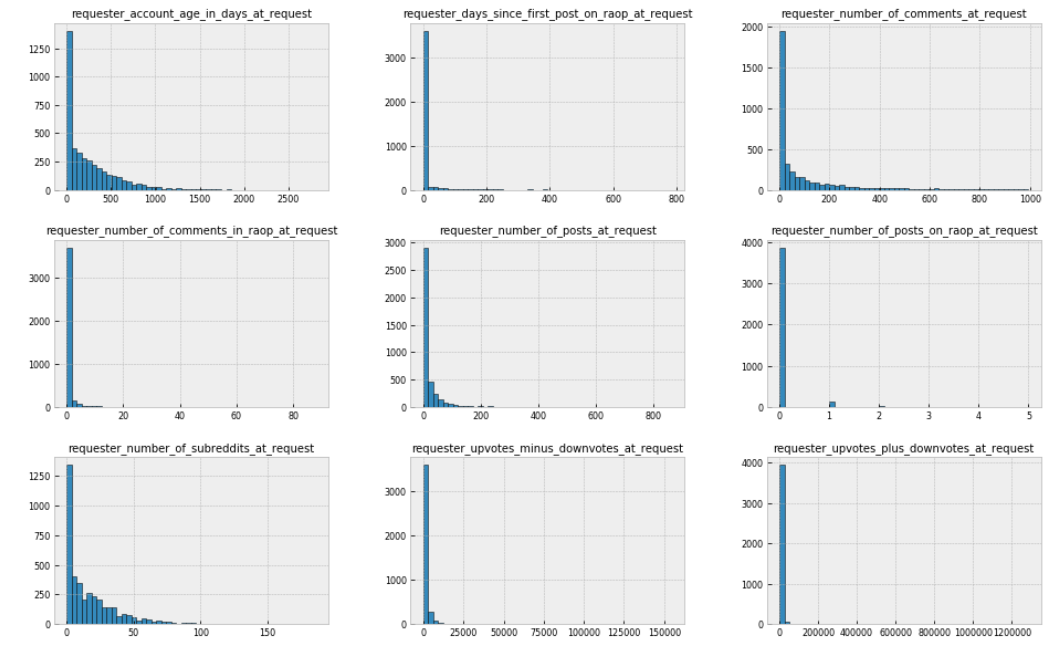 requester_account_age_in_days_at_request
1250
1000
750
500
250
0
0 500 1000 1500 2000 2500
requester_days_since_first_post_on_raop_at_request
3000
2000
1000
0
0 200 400 600 800
requester_number_of_comments_at_request
2000
1500
1000
500
0
0 200 400 600 800 1000
requester_number_of_comments_in_raop_at_request
3000
2000
1000
0
0 20 40 60 80
requester_number_of_posts_at_request
3000
2500
2000
1500
1000
500
0
0 200 400 600 800
requester_number_of_posts_on_raop_at_request
4000
3000
2000
1000
0
0 1 2 3 4 5
requester_number_of_subreddits_at_request
1250
1000
750
500
250
0
0 50 100 150
requester_upvotes_minus_downvotes_at_request
3000
2000
1000
0
0 25000 50000 75000 100000 125000 150000
requester_upvotes_plus_downvotes_at_request
4000
3000
2000
1000
0
0 200000 400000 600000 800000 1000000 1200000